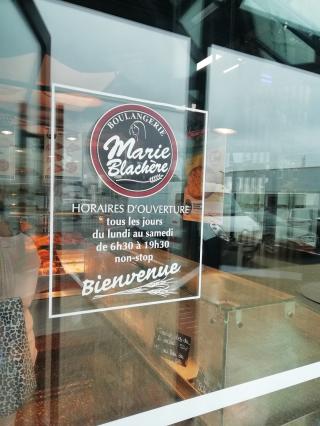 BOULANGERIE
Marie
Blachère
HORAIRES D'OUVERTURE
tous les jours
du lundi au samedi
de 6h30 à 19h30
non-stop
Bienvenue